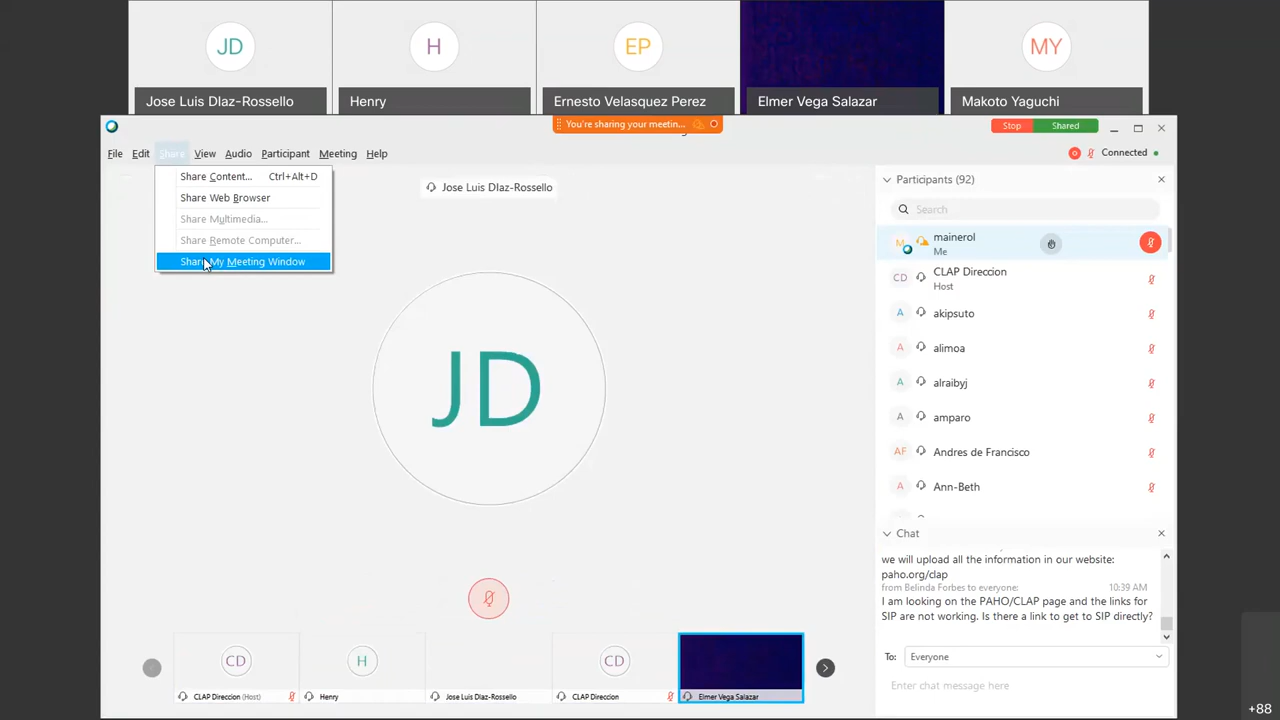 JD
H
EP
MY
Jose Luis DIaz-Rossello
Henry
Ernesto Velasquez Perez
Elmer Vega Salazar
Makoto Yaguchi
You're sharing your meetin...
Stop
Shared
File
Edit
Share
View
Audio
Participant
Meeting
Help
Connected
Share Content...
Ctrl+Alt+D
Share Web Browser
Share Multimedia...
Share Remote Computer...
Share My Meeting Window
Jose Luis DIaz-Rossello
JD
Participants (92)
Search
M
mainerol
Me
CD
CLAP Direccion
Host
A
akipsuto
A
alimoa
A
alraibyj
A
amparo
AF
Andres de Francisco
A
Ann-Beth
Chat
we will upload all the information in our website:
paho.org/clap
from Belinda Forbes to everyone:
10:39 AM
I am looking on the PAHO/CLAP page and the links for
SIP are not working. Is there a link to get to SIP directly?
To:
Everyone
Enter chat message here
CD
CLAP Direccion (Host)
H
Henry
Jose Luis DIaz-Rossello
CD
CLAP Direccion
Elmer Vega Salazar
+88